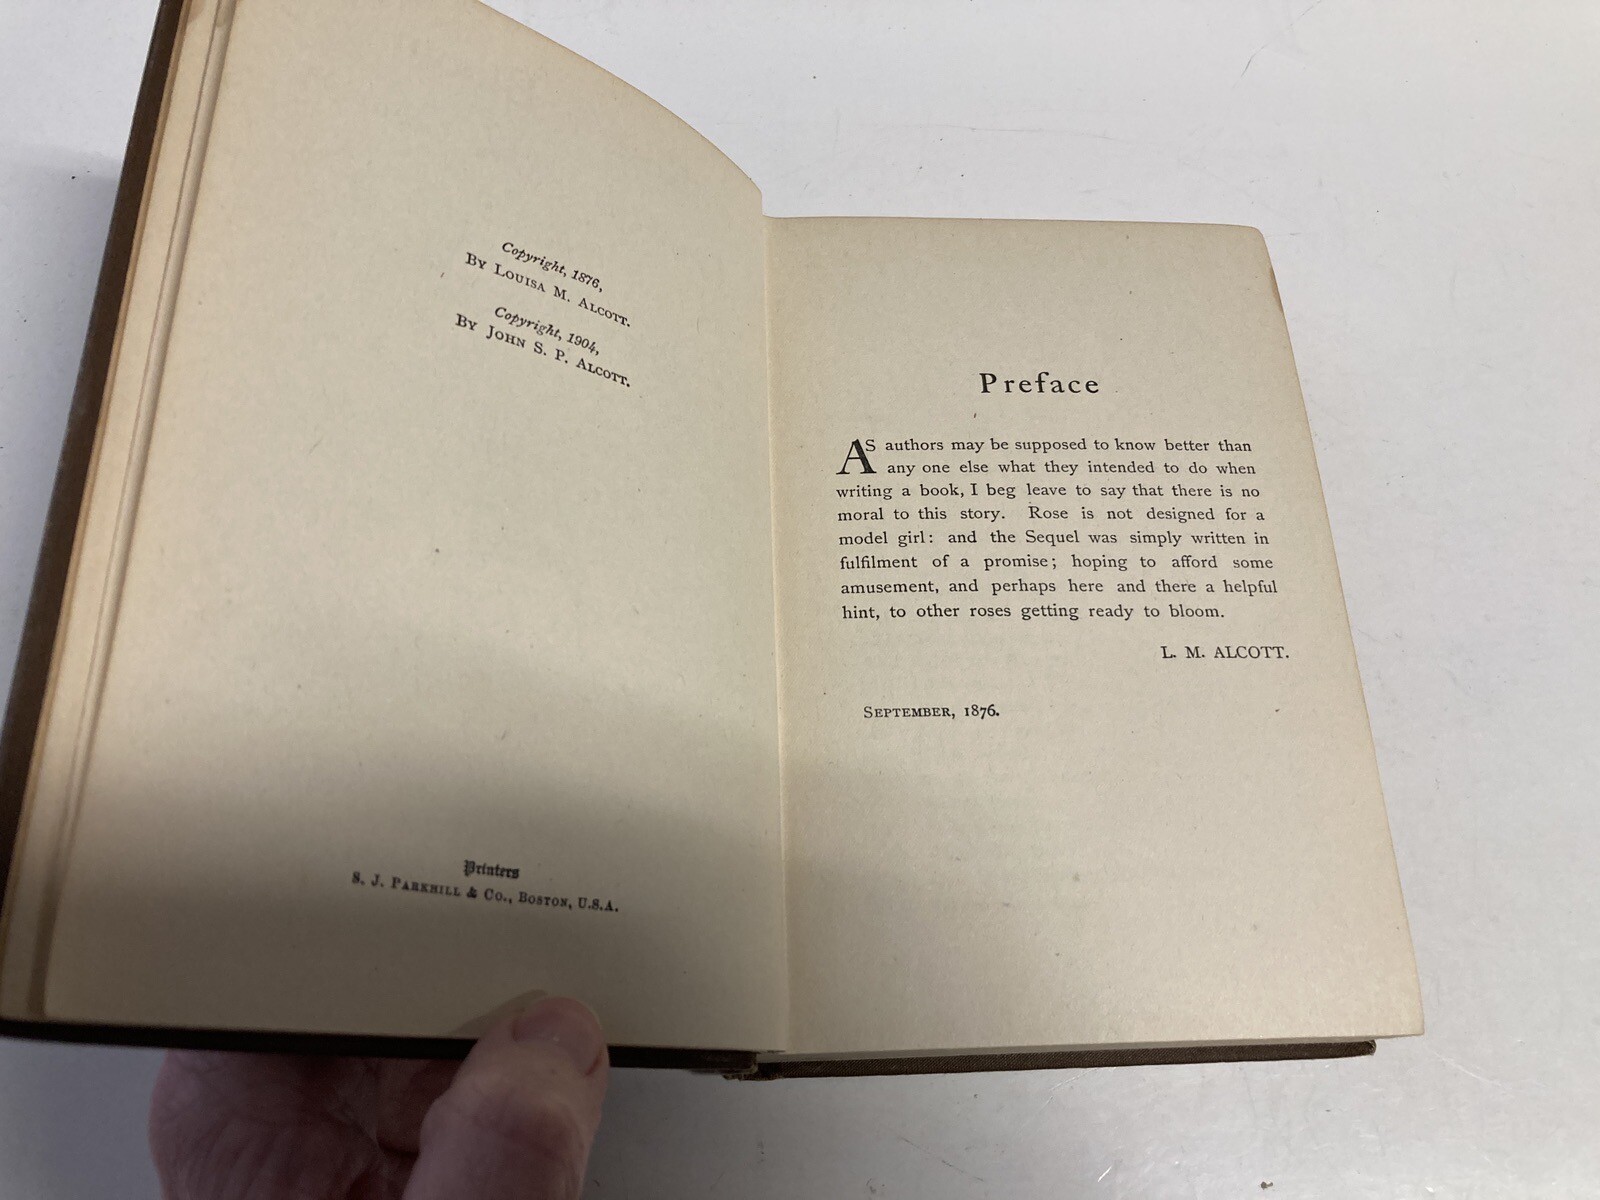 Copyright, 1876,
By Louisa M. Alcott.
Copyright, 1904,
By John S. P. Alcott.
Printers
S. J. Parkhill & Co., Boston, U.S.A.
Preface
As authors may be supposed to know better than
any one else what they intended to do when
writing a book, I beg leave to say that there is no
moral to this story. Rose is not designed for a
model girl: and the Sequel was simply written in
fulfilment of a promise; hoping to afford some
amusement, and perhaps here and there a helpful
hint, to other roses getting ready to bloom.
L. M. ALCOTT.
September, 1876.